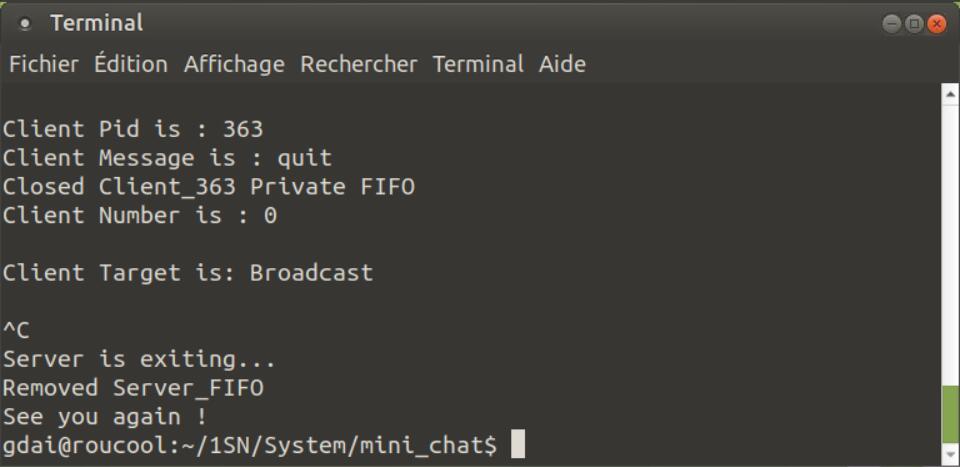 Terminal
Fichier Édition Affichage Rechercher Terminal Aide
Client Pid is : 363
Client Message is : quit
Closed Client_363 Private FIFO
Client Number is : 0
Client Target is: Broadcast
^C
Server is exiting...
Removed Server_FIFO
See you again !
gdai@roucool:~/1SN/System/mini_chat$